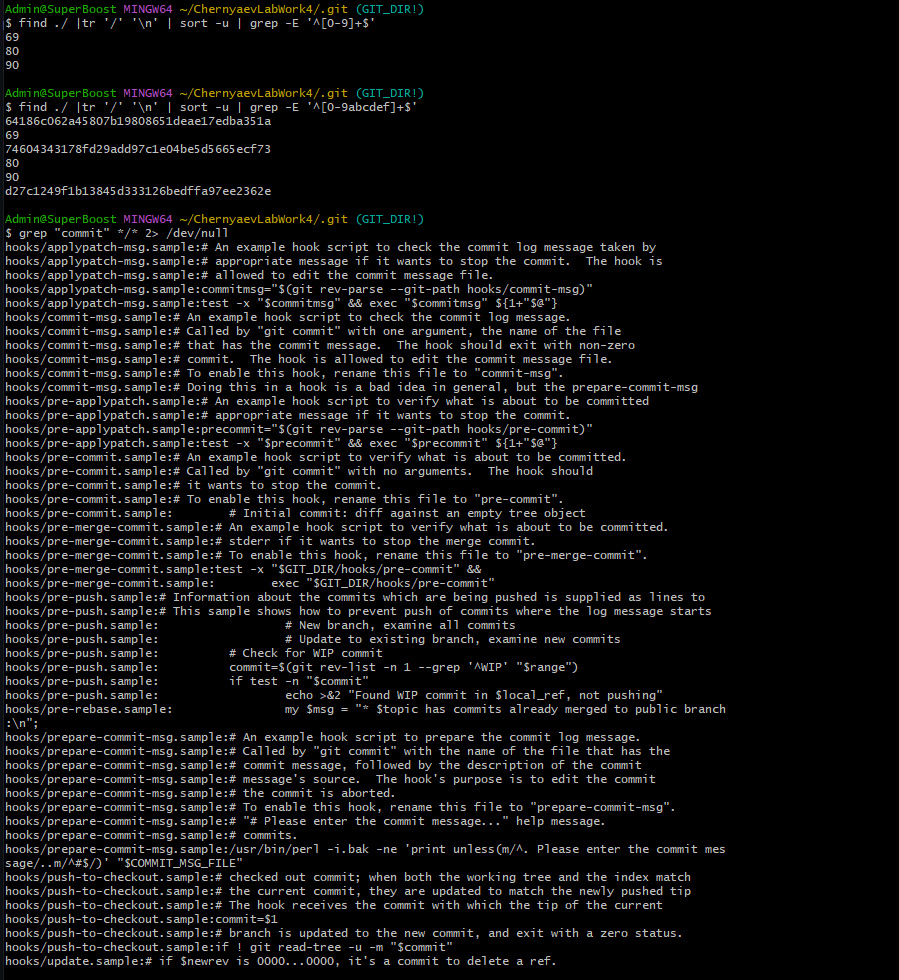 Admin@SuperBoost MINGW64 ~/ChernyaevLabWork4/.git (GIT_DIR!)
$ find ./ |tr '/' '\n' | sort -u | grep -E '^[0-9]+$'
69
80
90
Admin@SuperBoost MINGW64 ~/ChernyaevLabWork4/.git (GIT_DIR!)
$ find ./ |tr '/' '\n' | sort -u | grep -E '^[0-9abcdef]+$'
64186c062a45807b19808651deae17edba351a
69
74604343178fd29add97c1e04be5d5665ecf73
80
90
d27c1249f1b13845d333126bedffa97ee2362e
Admin@SuperBoost MINGW64 ~/ChernyaevLabWork4/.git (GIT_DIR!)
$ grep "commit" */* 2> /dev/null
hooks/applypatch-msg.sample:# An example hook script to check the commit log message taken by
hooks/applypatch-msg.sample:# appropriate message if it wants to stop the commit.  The hook is
hooks/applypatch-msg.sample:# allowed to edit the commit message file.
hooks/applypatch-msg.sample:commitmsg="$(git rev-parse --git-path hooks/commit-msg)"
hooks/applypatch-msg.sample:test -x "$commitmsg" && exec "$commitmsg" ${1+"$@"}
hooks/commit-msg.sample:# An example hook script to check the commit log message.
hooks/commit-msg.sample:# Called by "git commit" with one argument, the name of the file
hooks/commit-msg.sample:# that has the commit message.  The hook should exit with non-zero
hooks/commit-msg.sample:# commit.  The hook is allowed to edit the commit message file.
hooks/commit-msg.sample:# To enable this hook, rename this file to "commit-msg".
hooks/commit-msg.sample:# Doing this in a hook is a bad idea in general, but the prepare-commit-msg
hooks/pre-applypatch.sample:# An example hook script to verify what is about to be committed
hooks/pre-applypatch.sample:# appropriate message if it wants to stop the commit.
hooks/pre-applypatch.sample:precommit="$(git rev-parse --git-path hooks/pre-commit)"
hooks/pre-applypatch.sample:test -x "$precommit" && exec "$precommit" ${1+"$@"}
hooks/pre-commit.sample:# An example hook script to verify what is about to be committed.
hooks/pre-commit.sample:# Called by "git commit" with no arguments.  The hook should
hooks/pre-commit.sample:# it wants to stop the commit.
hooks/pre-commit.sample:# To enable this hook, rename this file to "pre-commit".
hooks/pre-commit.sample:        # Initial commit: diff against an empty tree object
hooks/pre-merge-commit.sample:# An example hook script to verify what is about to be committed.
hooks/pre-merge-commit.sample:# stderr if it wants to stop the merge commit.
hooks/pre-merge-commit.sample:# To enable this hook, rename this file to "pre-merge-commit".
hooks/pre-merge-commit.sample:test -x "$GIT_DIR/hooks/pre-commit" &&
hooks/pre-merge-commit.sample:        exec "$GIT_DIR/hooks/pre-commit"
hooks/pre-push.sample:# Information about the commits which are being pushed is supplied as lines to
hooks/pre-push.sample:# This sample shows how to prevent push of commits where the log message starts
hooks/pre-push.sample:                  # New branch, examine all commits
hooks/pre-push.sample:                  # Update to existing branch, examine new commits
hooks/pre-push.sample:          # Check for WIP commit
hooks/pre-push.sample:          commit=$(git rev-list -n 1 --grep '^WIP' "$range")
hooks/pre-push.sample:          if test -n "$commit"
hooks/pre-push.sample:                  echo >&2 "Found WIP commit in $local_ref, not pushing"
hooks/pre-rebase.sample:                my $msg = "* $topic has commits already merged to public branch
:\n";
hooks/prepare-commit-msg.sample:# An example hook script to prepare the commit log message.
hooks/prepare-commit-msg.sample:# Called by "git commit" with the name of the file that has the
hooks/prepare-commit-msg.sample:# commit message, followed by the description of the commit
hooks/prepare-commit-msg.sample:# message's source.  The hook's purpose is to edit the commit
hooks/prepare-commit-msg.sample:# the commit is aborted.
hooks/prepare-commit-msg.sample:# To enable this hook, rename this file to "prepare-commit-msg".
hooks/prepare-commit-msg.sample:# "# Please enter the commit message..." help message.
hooks/prepare-commit-msg.sample:# commits.
hooks/prepare-commit-msg.sample:/usr/bin/perl -i.bak -ne 'print unless(m/^. Please enter the commit mes
sage/..m/^#$/)' "$COMMIT_MSG_FILE"
hooks/push-to-checkout.sample:# checked out commit; when both the working tree and the index match
hooks/push-to-checkout.sample:# the current commit, they are updated to match the newly pushed tip
hooks/push-to-checkout.sample:# The hook receives the commit with which the tip of the current
hooks/push-to-checkout.sample:commit=$1
hooks/push-to-checkout.sample:# branch is updated to the new commit, and exit with a zero status.
hooks/push-to-checkout.sample:if ! git read-tree -u -m "$commit"
hooks/update.sample:# if $newrev is 0000...0000, it's a commit to delete a ref.